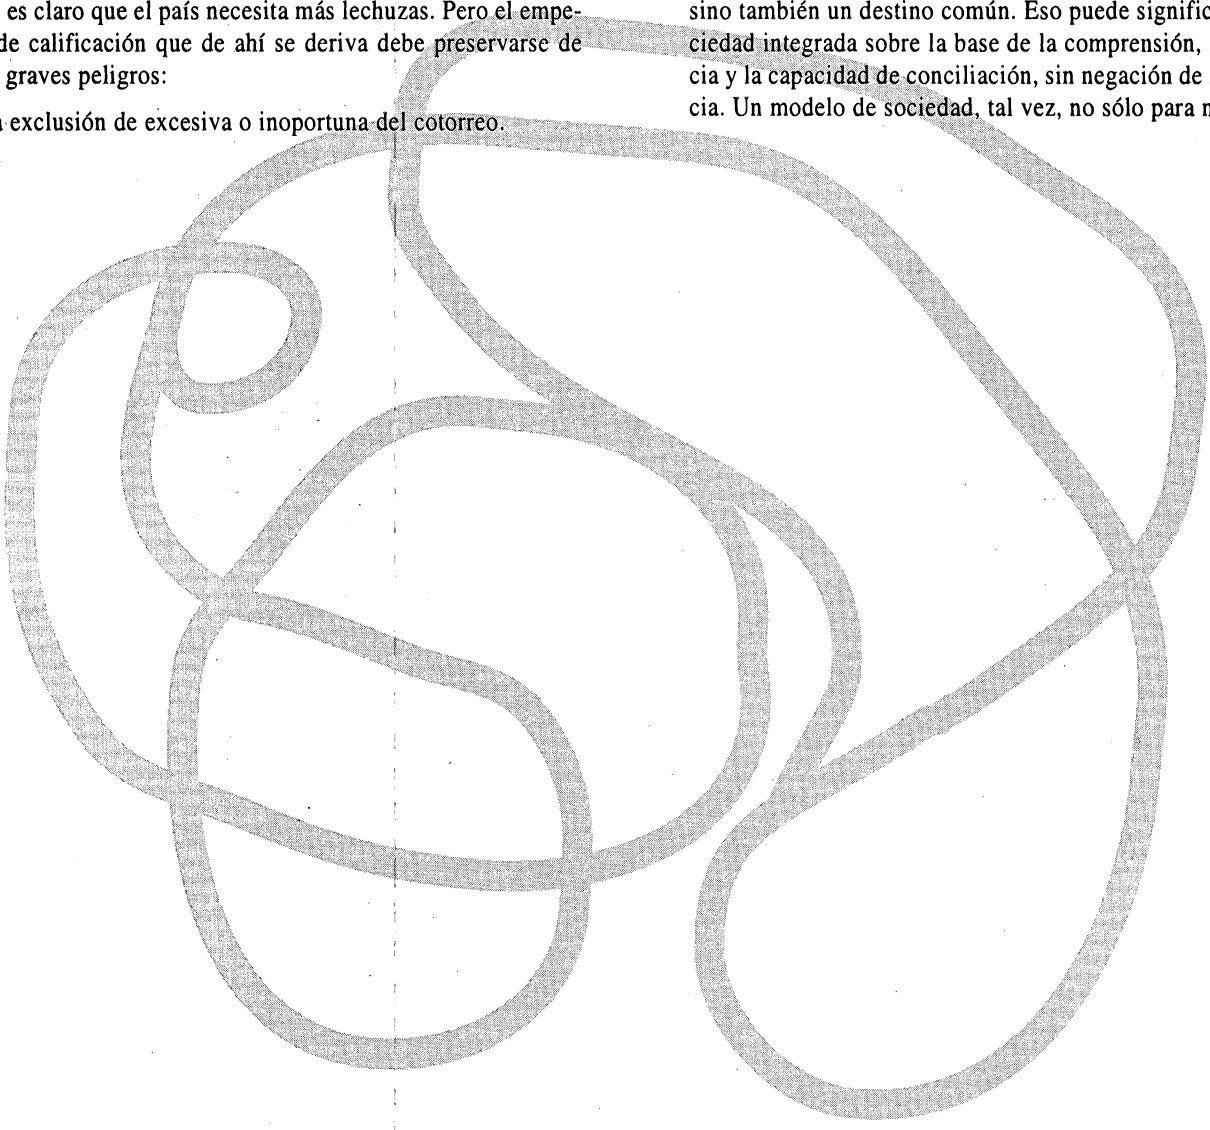 es claro que el país necesita más lechuzas. Pero el empe-
de calificación que de ahí se deriva debe preservarse de
graves peligros:
exclusión de excesiva o inoportuna del cotorreo.
sino también un destino común. Eso puede signific
ciedad integrada sobre la base de la comprensión,
cia y la capacidad de conciliación, sin negación de
cia. Un modelo de sociedad, tal vez, no sólo para n